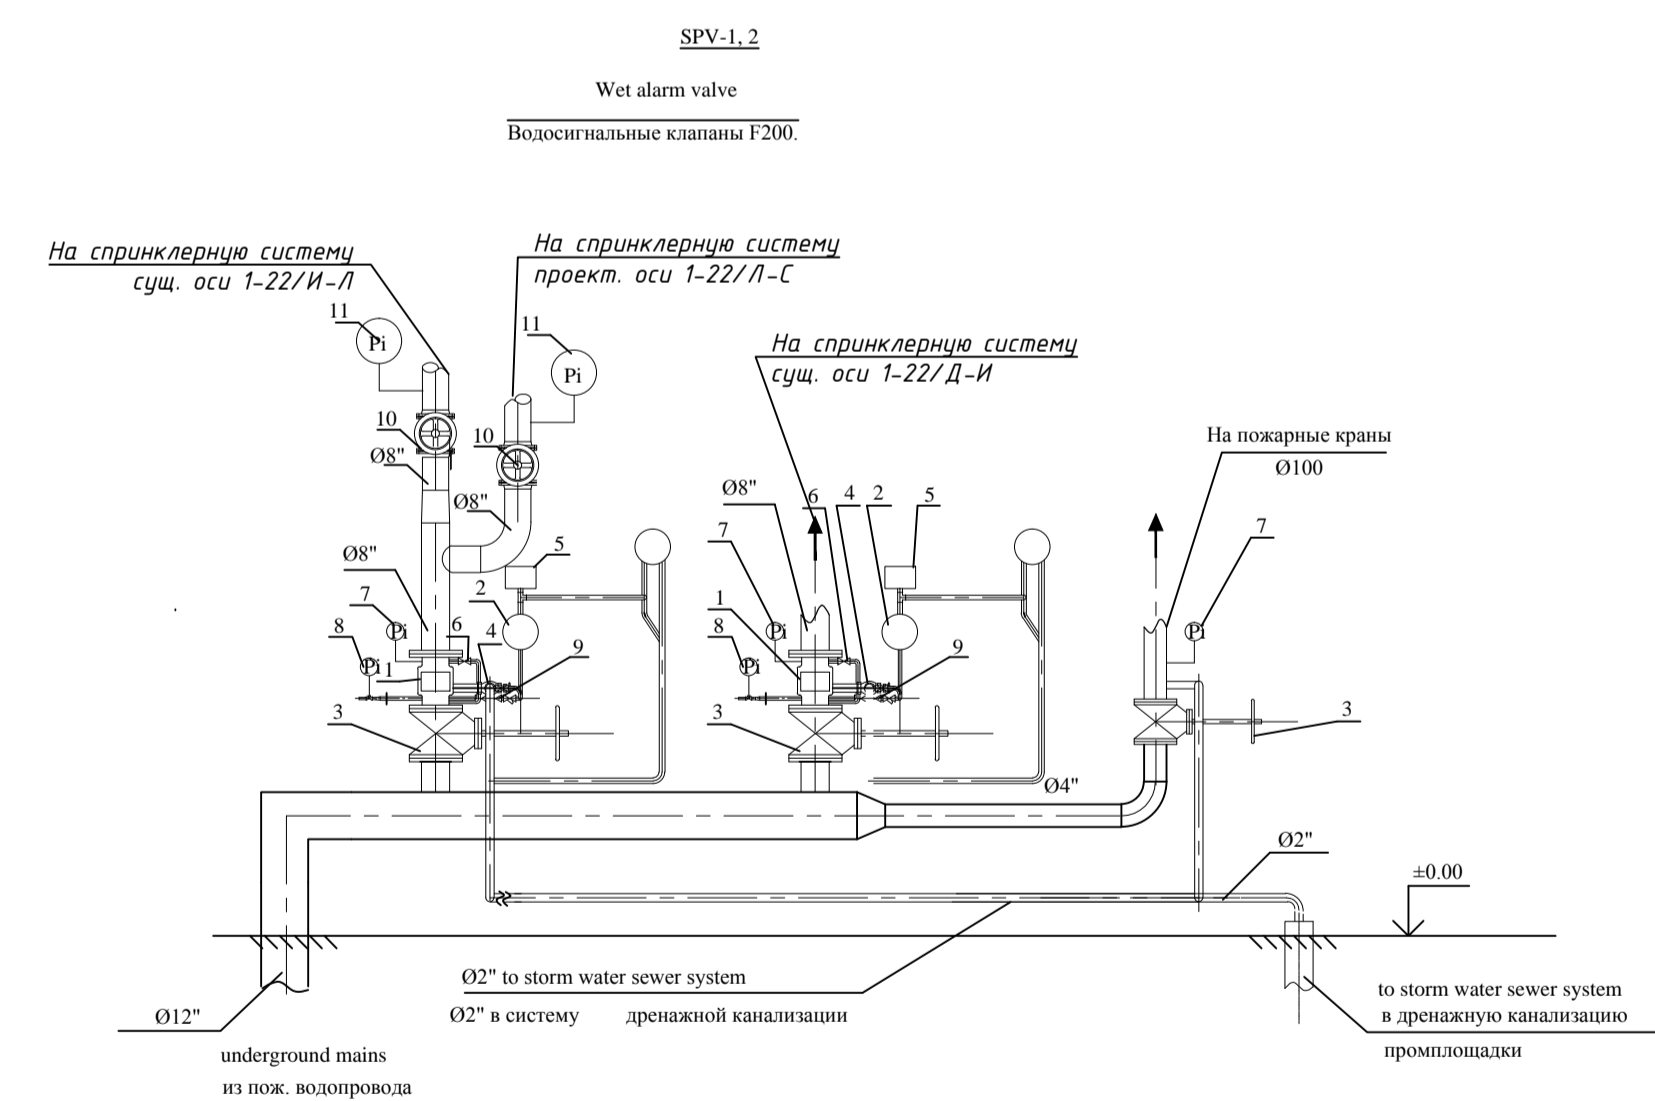 SPV-1, 2
Wet alarm valve
Водосигнальные клапаны F200.
На спринклерную систему
сущ. оси 1-22/И-Л
На спринклерную систему
проект. оси 1-22/Л-С
11
Pi
11
Pi
На спринклерную систему
сущ. оси 1-22/Д-И
10
Ø8"
10
Ø8"
На пожарные краны
Ø100
Ø8"
6
4
2
5
7
7
Ø8"
5
7
2
8
Pi
6
4
9
Pi
1
1
8
Pi
Pi
9
Pi
3
3
3
Ø4"
Ø2"
±0.00
Ø2" to storm water sewer system
Ø2" в систему дренажной канализации
to storm water sewer system
в дренажную канализацию
промплощадки
Ø12"
underground mains
из пож. водопровода